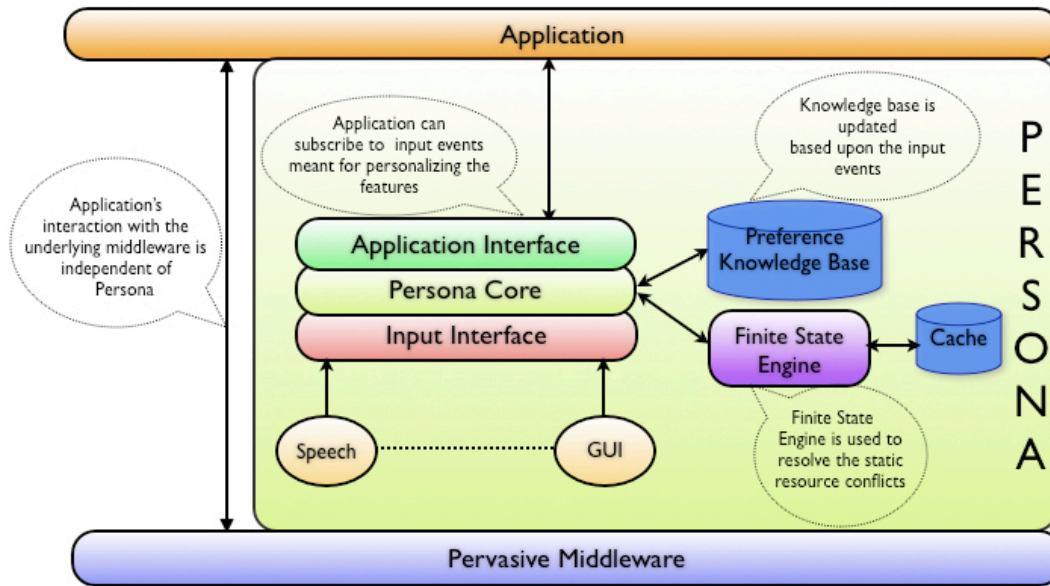 Application
Application can
subscribe to input events
meant for personalizing the
features
Knowledge base is
updated
based upon the input
events
PERSONA
Application's
interaction with the
underlying middleware is
independent of
Persona
Application Interface
Persona Core
Input Interface
Preference
Knowledge Base
Finite State
Engine
Cache
Speech
GUI
Finite State
Engine is used to
resolve the static
resource conflicts
Pervasive Middleware